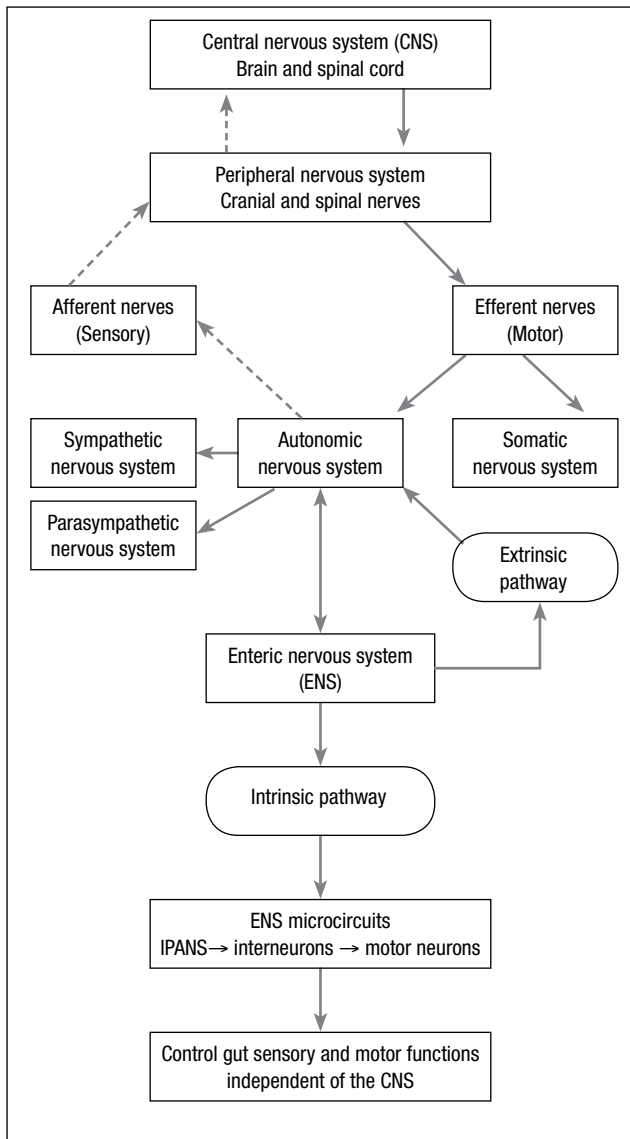 Central nervous system (CNS)
Brain and spinal cord
Peripheral nervous system
Cranial and spinal nerves
Afferent nerves
(Sensory)
Efferent nerves
(Motor)
Sympathetic
nervous system
Autonomic
nervous system
Somatic
nervous system
Parasympathetic
nervous system
Extrinsic
pathway
Enteric nervous system
(ENS)
Intrinsic pathway
ENS microcircuits
IPANS→ interneurons → motor neurons
Control gut sensory and motor functions
independent of the CNS